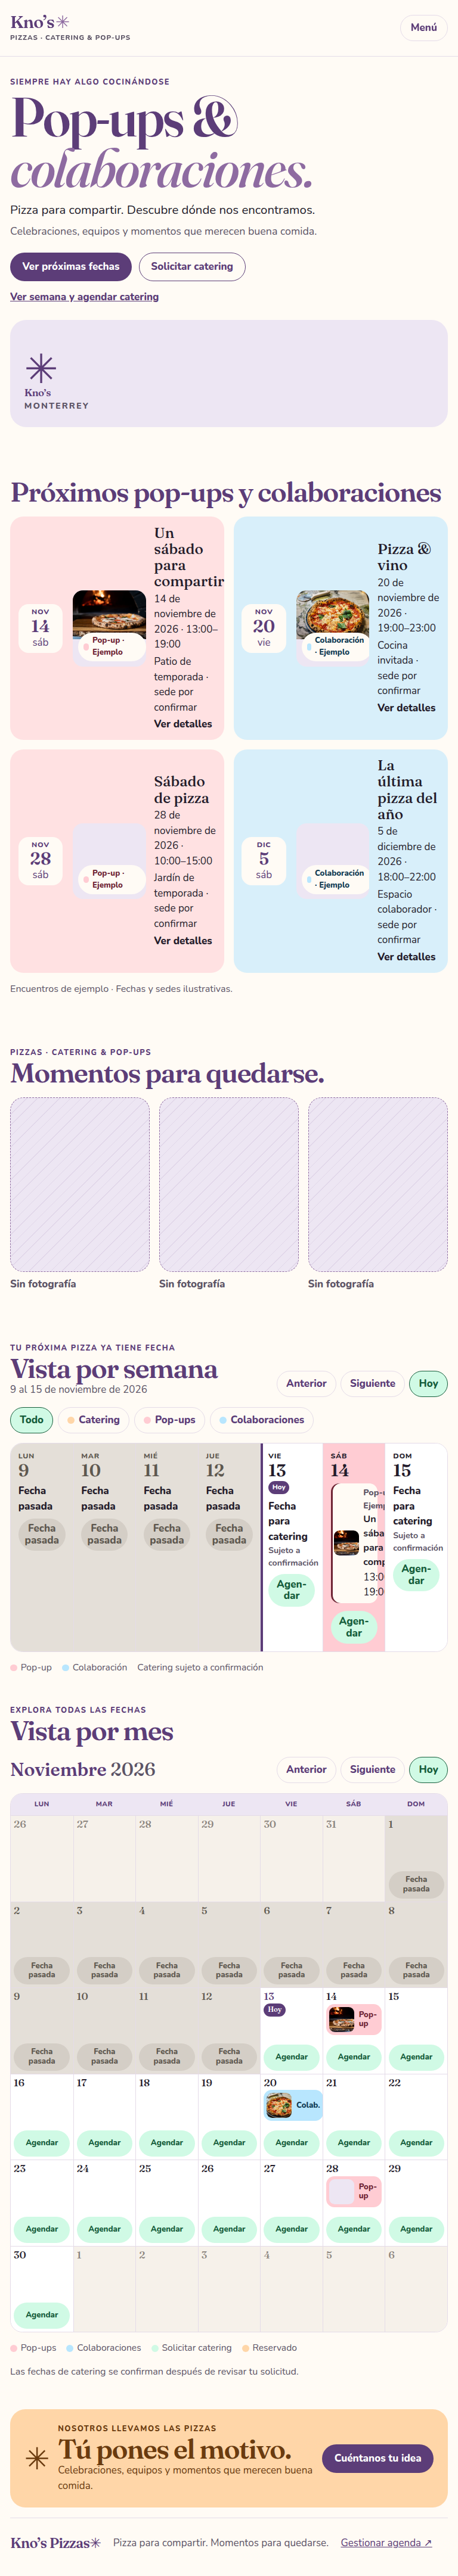 Kno's✳
PIZZAS · CATERING & POP-UPS
Menú
SIEMPRE HAY ALGO COCINÁNDOSE
Pop-ups &
colaboraciones.
Pizza para compartir. Descubre dónde nos encontramos.
Celebraciones, equipos y momentos que merecen buena comida.
Ver próximas fechas
Solicitar catering
Ver semana y agendar catering
Kno's
MONTERREY
Próximos pop-ups y colaboraciones
NOV
14
sáb
Pop-up ·
Ejemplo
Un
sábado
para
compartir
14 de
noviembre de
2026 · 13:00–
19:00
Patio de
temporada ·
sede por
confirmar
Ver detalles
NOV
20
vie
Colaboración
· Ejemplo
Pizza &
vino
20 de
noviembre de
2026 ·
19:00–23:00
Cocina
invitada ·
sede por
confirmar
Ver detalles
NOV
28
sáb
Pop-up ·
Ejemplo
Sábado
de pizza
28 de
noviembre de
2026 ·
10:00–15:00
Jardín de
temporada ·
sede por
confirmar
Ver detalles
DIC
5
sáb
Colaboración
· Ejemplo
La
última
pizza del
año
5 de
diciembre de
2026 ·
18:00–22:00
Espacio
colaborador ·
sede por
confirmar
Ver detalles
Encuentros de ejemplo · Fechas y sedes ilustrativas.
PIZZAS · CATERING & POP-UPS
Momentos para quedarse.
Sin fotografía
Sin fotografía
Sin fotografía
TU PRÓXIMA PIZZA YA TIENE FECHA
Vista por semana
9 al 15 de noviembre de 2026
Anterior
Siguiente
Hoy
Todo
Catering
Pop-ups
Colaboraciones
LUN
9
Fecha
pasada
Fecha
pasada
MAR
10
Fecha
pasada
Fecha
pasada
MIÉ
11
Fecha
pasada
Fecha
pasada
JUE
12
Fecha
pasada
Fecha
pasada
VIE
13
Hoy
Fecha
para
catering
Sujeto a
confirmación
Agen-
dar
SÁB
14
Pop-u
Ejemp
Un
sába
para
comp
13:0
19:0
Agen-
dar
DOM
15
Fecha
para
catering
Sujeto a
confirmación
Agen-
dar
Pop-up
Colaboración
Catering sujeto a confirmación
EXPLORA TODAS LAS FECHAS
Vista por mes
Noviembre 2026
Anterior
Siguiente
Hoy
LUN MAR MIÉ JUE VIE SÁB DOM
26 27 28 29 30 31 1
Fecha
pasada
2 3 4 5 6 7 8
Fecha Fecha Fecha Fecha Fecha Fecha Fecha
pasada pasada pasada pasada pasada pasada pasada
9 10 11 12 13 14 15
Hoy
Pop-
up
Fecha Fecha Fecha Fecha
pasada pasada pasada pasada
Agendar Agendar Agendar
16 17 18 19 20 21 22
Colab.
Agendar Agendar Agendar Agendar Agendar Agendar Agendar
23 24 25 26 27 28 29
Pop-
up
Agendar Agendar Agendar Agendar Agendar Agendar Agendar
30 1 2 3 4 5 6
Agendar
Pop-ups
Colaboraciones
Solicitar catering
Reservado
Las fechas de catering se confirman después de revisar tu solicitud.
NOSOTROS LLEVAMOS LAS PIZZAS
Tú pones el motivo.
Celebraciones, equipos y momentos que merecen buena
comida.
Cuéntanos tu idea
Kno's Pizzas✳
Pizza para compartir. Momentos para quedarse.
Gestionar agenda ↗